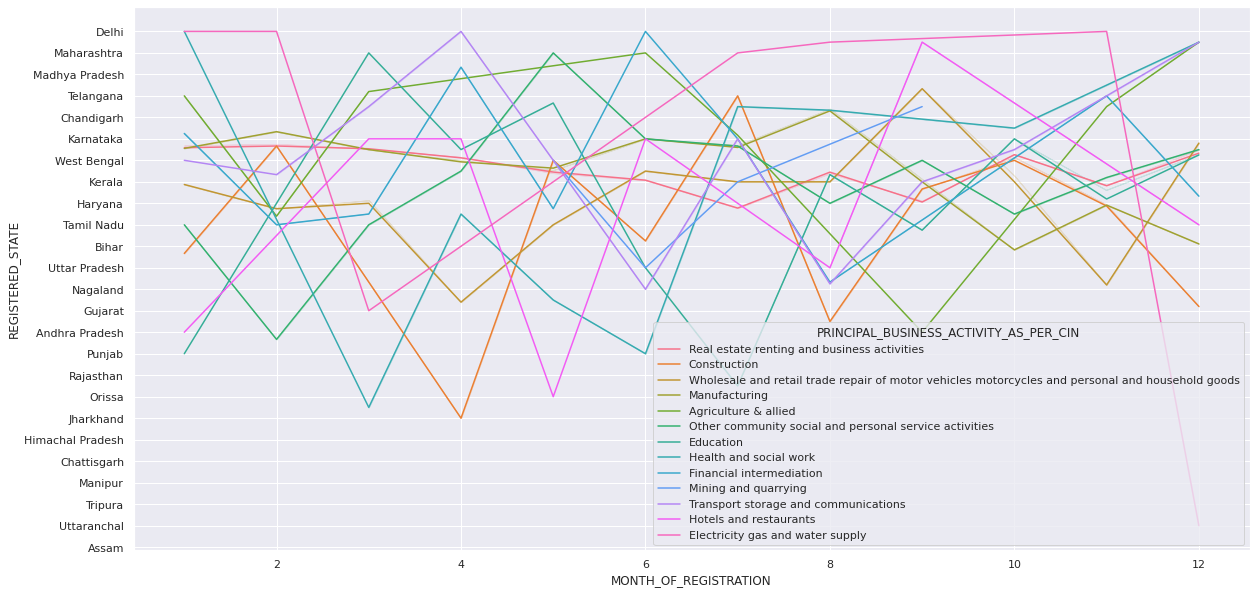 Delhi
Maharashtra
Madhya Pradesh
Telangana
Chandigarh
Karnataka
West Bengal
Kerala
Haryana
Tamil Nadu
Bihar
Uttar Pradesh
Nagaland
Gujarat
Andhra Pradesh
Punjab
Rajasthan
Orissa
Jharkhand
Himachal Pradesh
Chattisgarh
Manipur
Tripura
Uttaranchal
Assam
REGISTERED_STATE
PRINCIPAL_BUSINESS_ACTIVITY_AS_PER_CIN
Real estate renting and business activities
Construction
Wholesale and retail trade repair of motor vehicles motorcycles and personal and household goods
Manufacturing
Agriculture & allied
Other community social and personal service activities
Education
Health and social work
Financial intermediation
Mining and quarrying
Transport storage and communications
Hotels and restaurants
Electricity gas and water supply
2 4 6 8 10 12
MONTH_OF_REGISTRATION